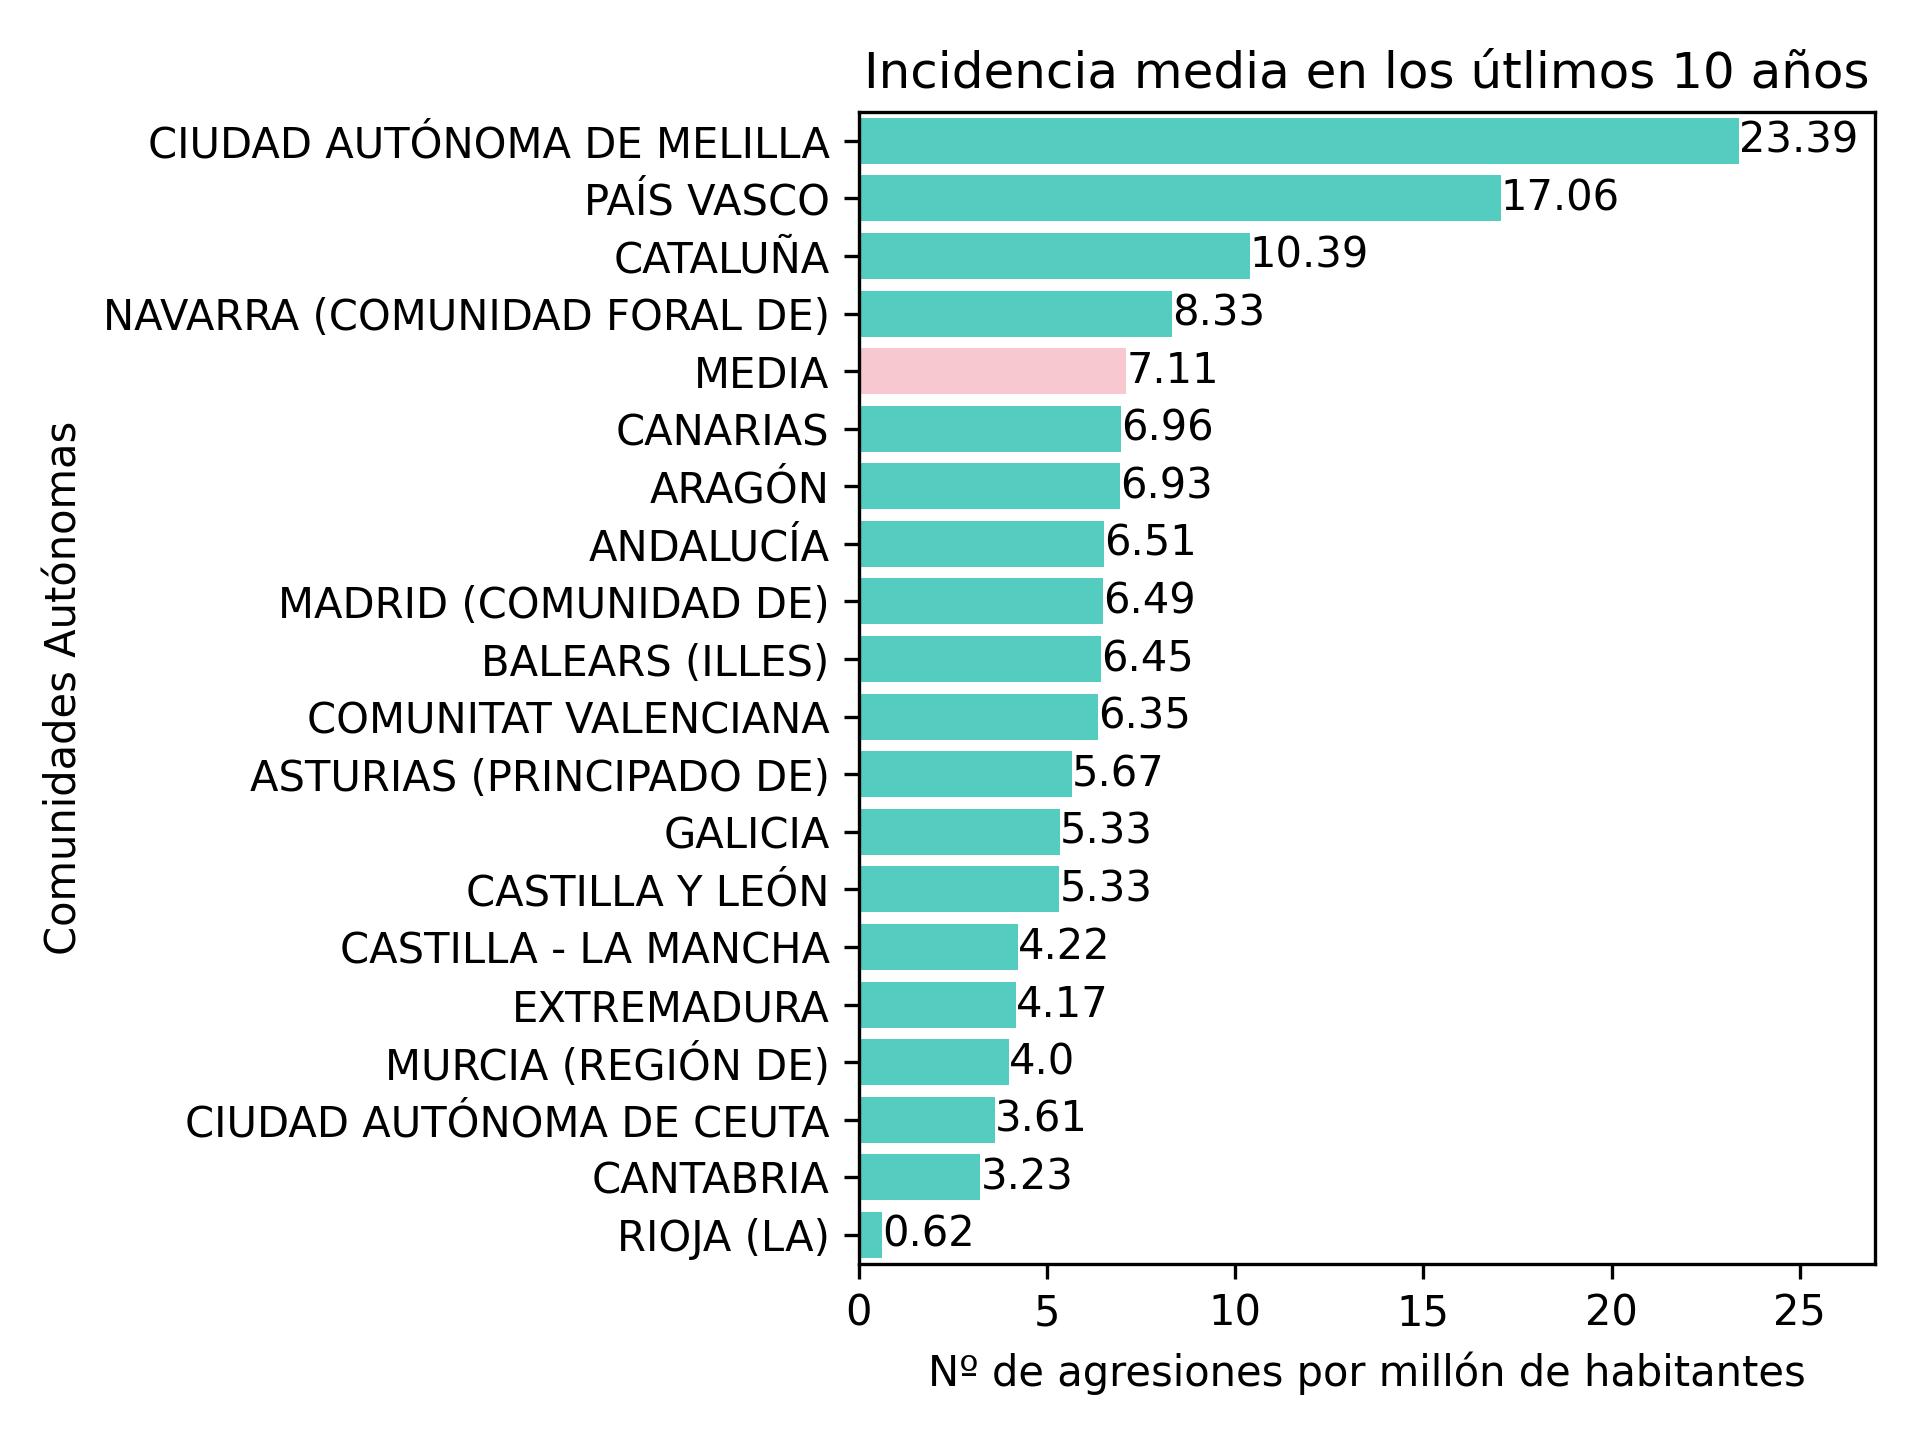 Incidencia media en los útlimos 10 años
CIUDAD AUTÓNOMA DE MELILLA 23.39
PAÍS VASCO 17.06
CATALUÑA 10.39
NAVARRA (COMUNIDAD FORAL DE) 8.33
MEDIA 7.11
CANARIAS 6.96
ARAGÓN 6.93
ANDALUCÍA 6.51
MADRID (COMUNIDAD DE) 6.49
BALEARS (ILLES) 6.45
COMUNITAT VALENCIANA 6.35
ASTURIAS (PRINCIPADO DE) 5.67
GALICIA 5.33
CASTILLA Y LEÓN 5.33
CASTILLA - LA MANCHA 4.22
EXTREMADURA 4.17
MURCIA (REGIÓN DE) 4.0
CIUDAD AUTÓNOMA DE CEUTA 3.61
CANTABRIA 3.23
RIOJA (LA) 0.62
Comunidades Autónomas
0 5 10 15 20 25
Nº de agresiones por millón de habitantes